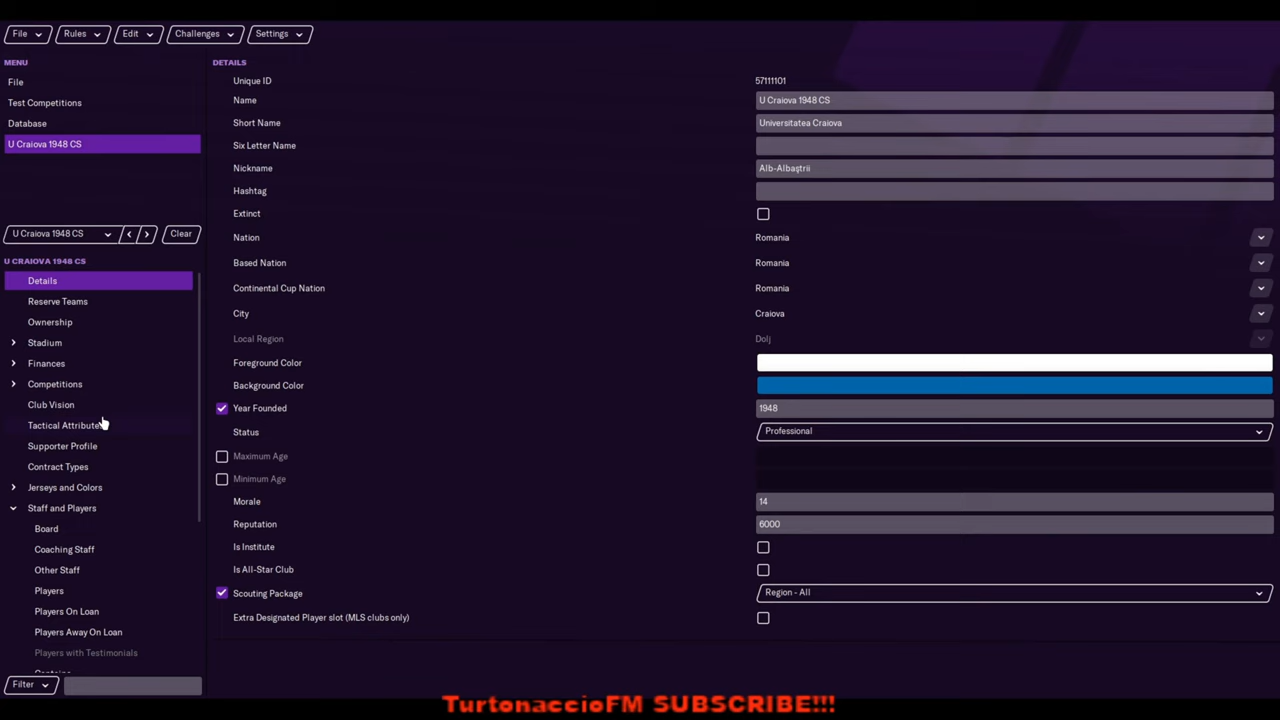 File Rules Edit Challenges Settings
MENU
File
Test Competitions
Database
U Craiova 1948 CS
U Craiova 1948 CS < > Clear
U CRAIOVA 1948 CS
Details
Reserve Teams
Ownership
Stadium
Finances
Competitions
Club Vision
Tactical Attribute
Supporter Profile
Contract Types
Jerseys and Colors
Staff and Players
Board
Coaching Staff
Other Staff
Players
Players On Loan
Players Away On Loan
Players with Testimonials
Filter
DETAILS
Unique ID 57111101
Name U Craiova 1948 CS
Short Name Universitatea Craiova
Six Letter Name
Nickname Alb-Albaştrii
Hashtag
Extinct
Nation Romania
Based Nation Romania
Continental Cup Nation Romania
City Craiova
Local Region Dolj
Foreground Color
Background Color
Year Founded 1948
Status Professional
Maximum Age
Minimum Age
Morale 14
Reputation 6000
Is Institute
Is All-Star Club
Scouting Package Region - All
Extra Designated Player slot (MLS clubs only)
TurtonaccioFM SUBSCRIBE!!!